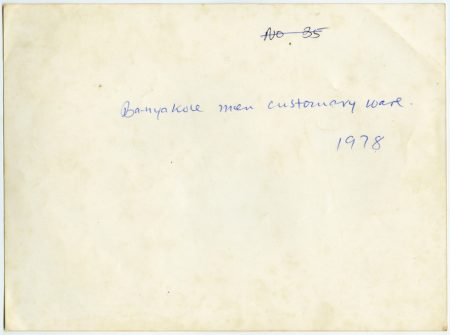 No. 35
Banyakole men customary ware.
1978